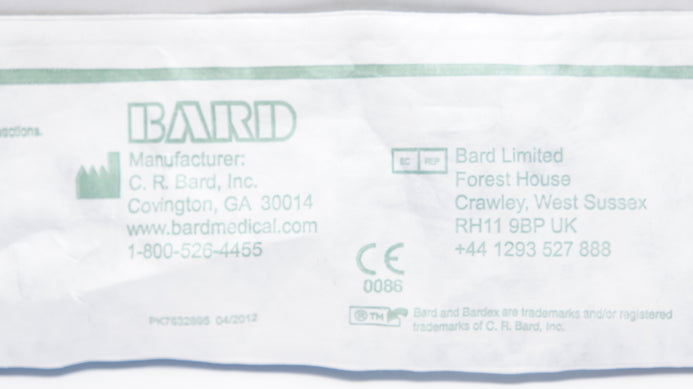 BARD
Manufacturer:
C. R. Bard, Inc.
Covington, GA 30014
www.bardmedical.com
1-800-526-4455
EC REP
Bard Limited
Forest House
Crawley, West Sussex
RH11 9BP UK
+44 1293 527 888
CE
0086
PK7632895 04/2012
® TM
Bard and Bardex are trademarks and/or registered
trademarks of C. R. Bard, Inc.